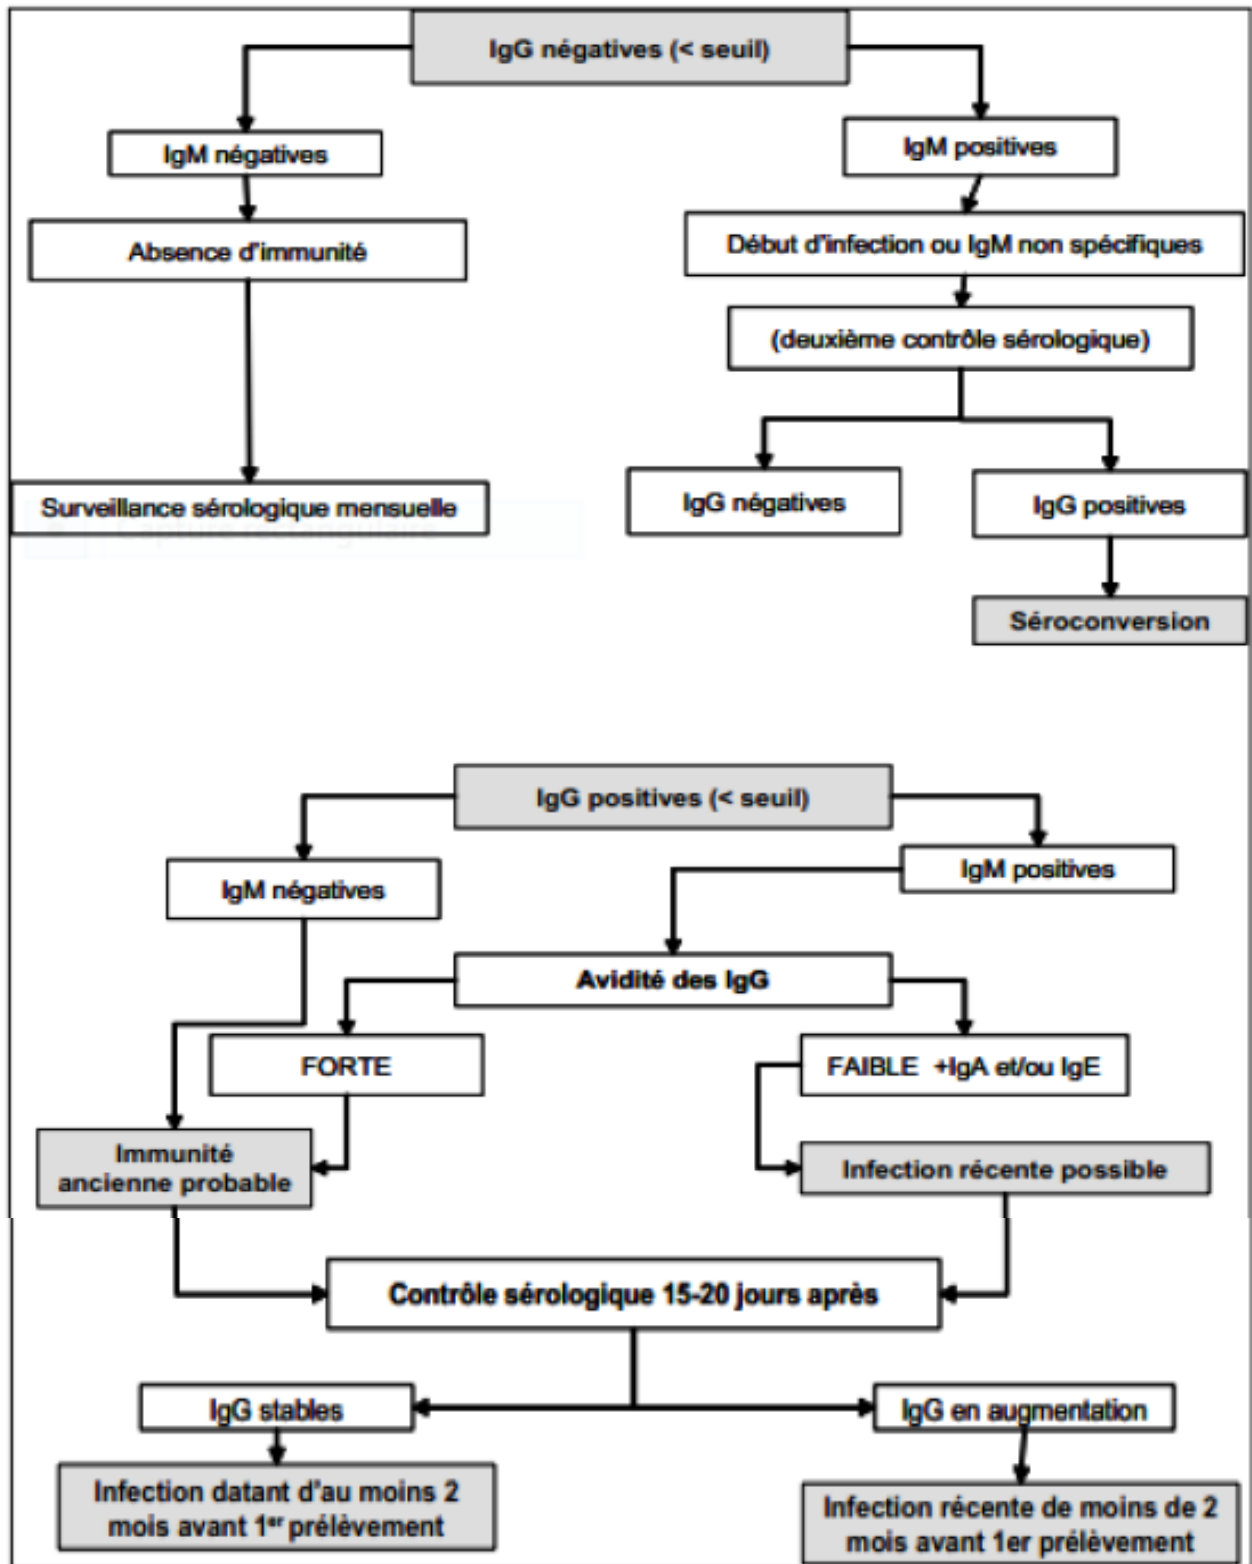 IgG négatives (< seuil)
IgM négatives
IgM positives
Absence d'immunité
Début d'infection ou IgM non spécifiques
(deuxième contrôle sérologique)
Surveillance sérologique mensuelle
Capture rectangulaire
IgG négatives
IgG positives
Séroconversion
IgG positives (< seuil)
IgM négatives
IgM positives
Avidité des IgG
FORTE
FAIBLE +IgA et/ou IgE
Immunité
ancienne probable
Infection récente possible
Contrôle sérologique 15-20 jours après
IgG stables
IgG en augmentation
Infection datant d'au moins 2
mois avant 1er prélèvement
Infection récente de moins de 2
mois avant 1er prélèvement